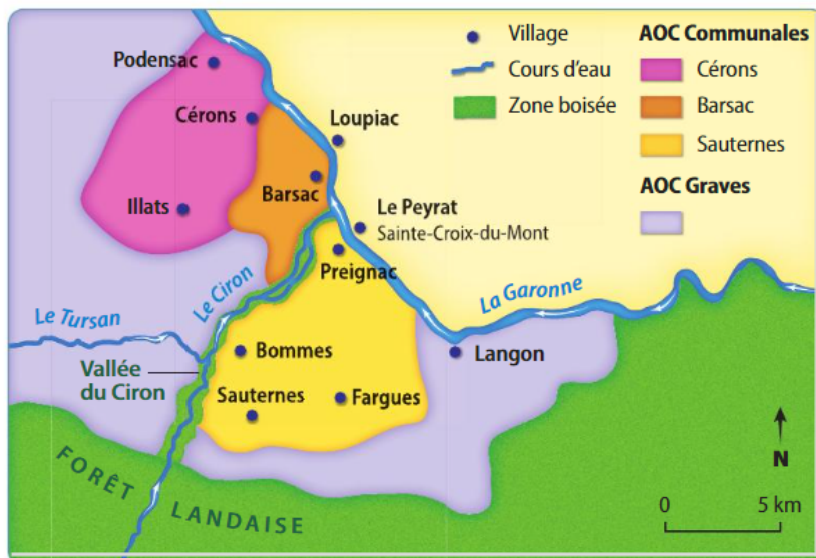 Village
Cours d'eau
Zone boisée
AOC Communales
Cérons
Barsac
Sauternes
AOC Graves
Podensac
Cérons
Loupiac
Illats
Barsac
Le Peyrat
Sainte-Croix-du-Mont
Preignac
Le Ciron
La Garonne
Le Tursan
Vallée
du Ciron
Bommes
Langon
Sauternes
Fargues
FORÊT
LANDAISE
N
0 5 km